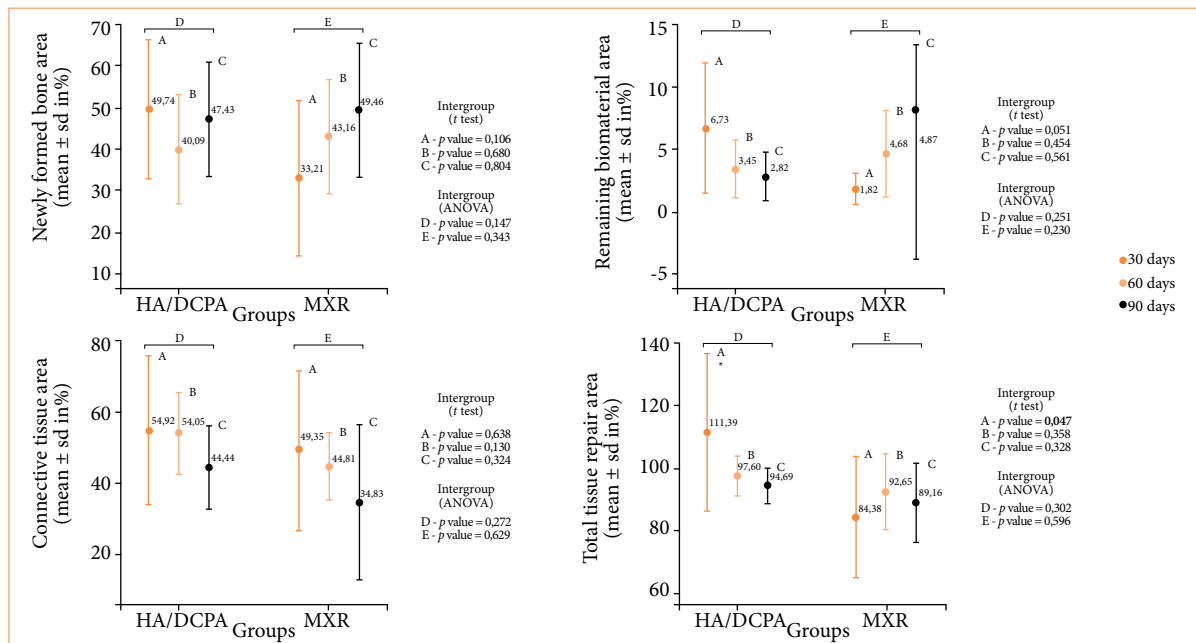 Newly formed bone area
(mean ± sd in%)
70
60
50
40
30
20
10
D
E
A
B
C
A
B
C
49,74
40,09
47,43
33,21
43,16
49,46
HA/DCPA
MXR
Groups
Intergroup
(t test)
A - p value = 0,106
B - p value = 0,680
C - p value = 0,804
Intergroup
(ANOVA)
D - p value = 0,147
E - p value = 0,343
Remaining biomaterial area
(mean ± sd in%)
15
10
5
0
-5
D
E
A
B
C
A
B
C
6,73
3,45
2,82
1,82
4,68
4,87
HA/DCPA
MXR
Groups
Intergroup
(t test)
A - p value = 0,051
B - p value = 0,454
C - p value = 0,561
Intergroup
(ANOVA)
D - p value = 0,251
E - p value = 0,230
30 days
60 days
90 days
Connective tissue area
(mean ± sd in%)
80
60
40
20
D
E
A
B
C
A
B
C
54,92
54,05
44,44
49,35
44,81
34,83
HA/DCPA
MXR
Groups
Intergroup
(t test)
A - p value = 0,638
B - p value = 0,130
C - p value = 0,324
Intergroup
(ANOVA)
D - p value = 0,272
E - p value = 0,629
Total tissue repair area
(mean ± sd in%)
140
120
100
80
60
D
E
A
*
B
C
A
B
C
111,39
97,60
94,69
84,38
92,65
89,16
HA/DCPA
MXR
Groups
Intergroup
(t test)
A - p value = 0,047
B - p value = 0,358
C - p value = 0,328
Intergroup
(ANOVA)
D - p value = 0,302
E - p value = 0,596